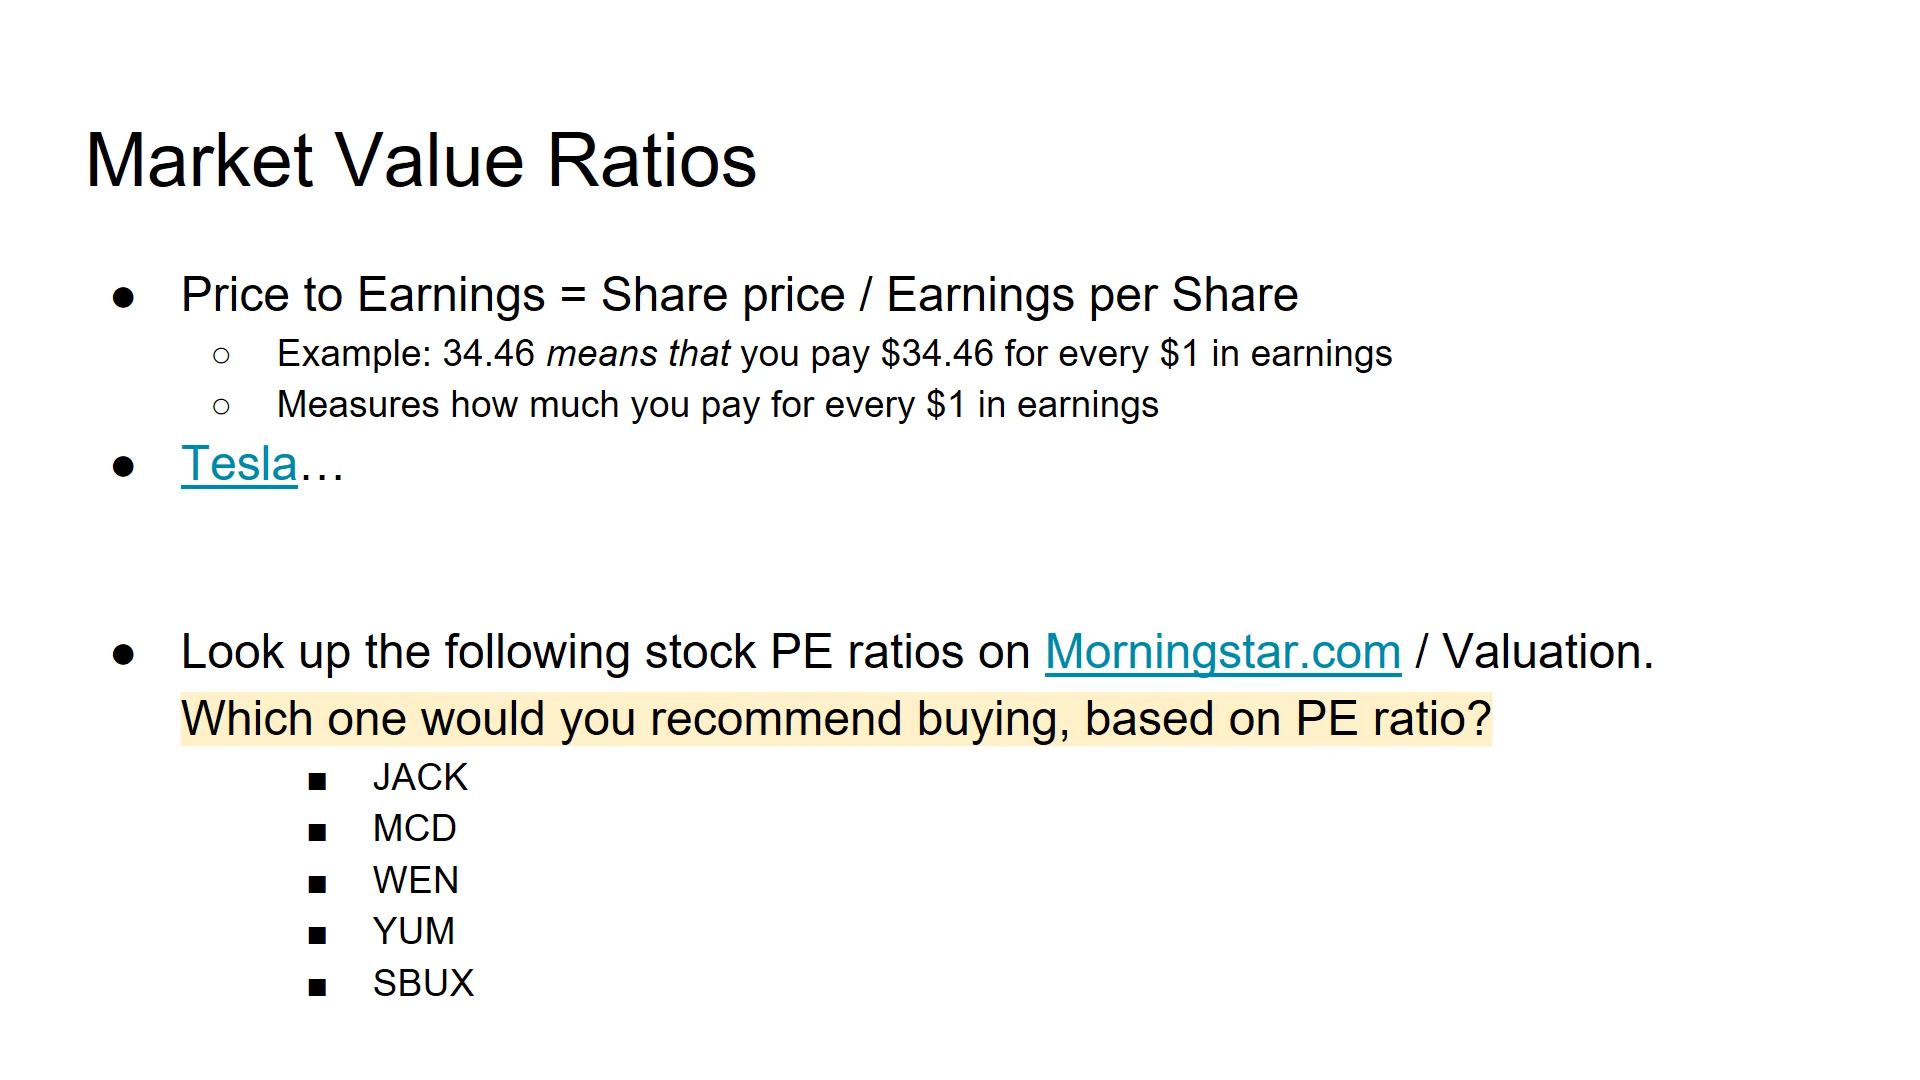 Market Value Ratios
● Price to Earnings = Share price / Earnings per Share
○ Example: 34.46 means that you pay $34.46 for every $1 in earnings
○ Measures how much you pay for every $1 in earnings
● Tesla…
● Look up the following stock PE ratios on Morningstar.com / Valuation.
Which one would you recommend buying, based on PE ratio?
■ JACK
■ MCD
■ WEN
■ YUM
■ SBUX